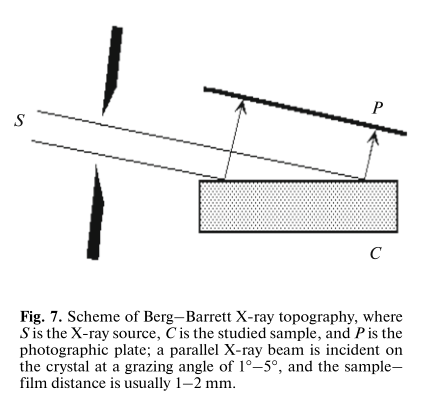 S
P
C
Fig. 7. Scheme of Berg–Barrett X-ray topography, where
S is the X-ray source, C is the studied sample, and P is the
photographic plate; a parallel X-ray beam is incident on
the crystal at a grazing angle of 1°–5°, and the sample–
film distance is usually 1–2 mm.